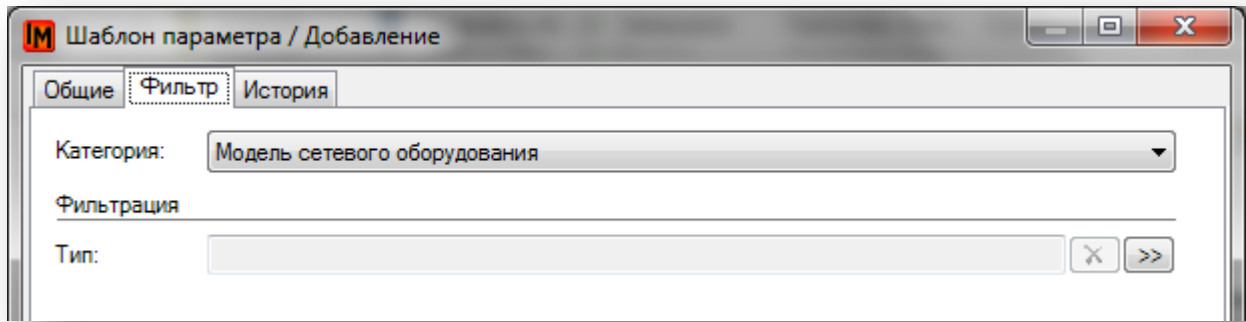 IM Шаблон параметра / Добавление
Общие Фильтр История
Категория: Модель сетевого оборудования
Фильтрация
Тип: >>